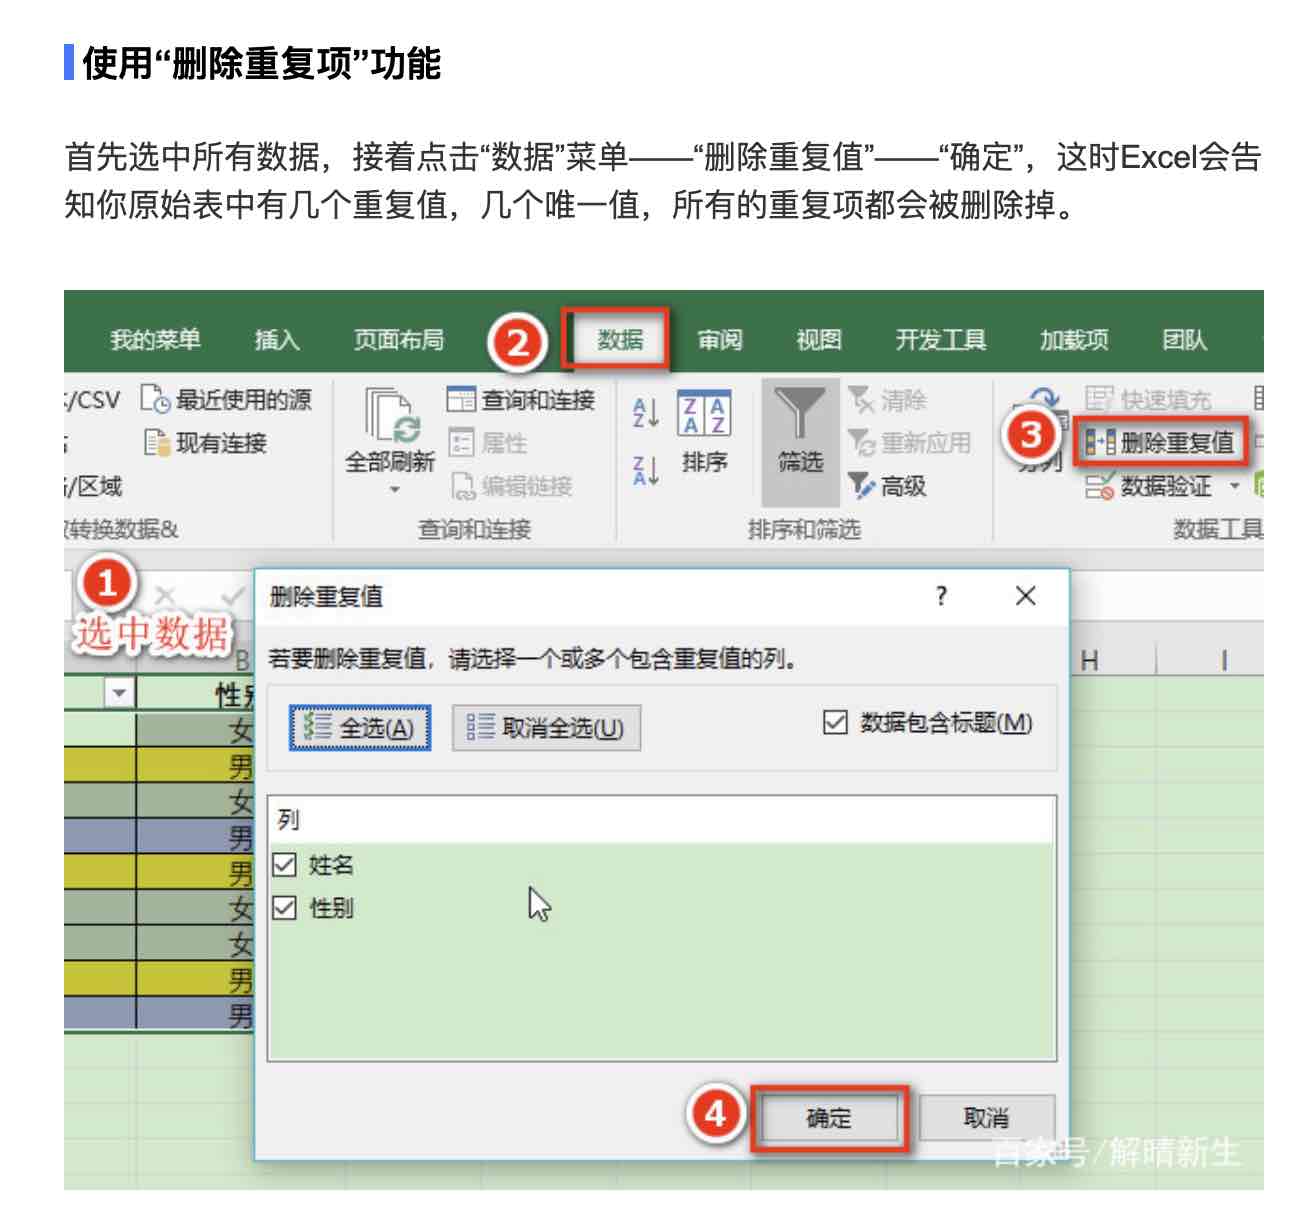 使用“删除重复项”功能
首先选中所有数据，接着点击“数据”菜单——“删除重复值”——“确定”，这时Excel会告
知你原始表中有几个重复值，几个唯一值，所有的重复项都会被删除掉。
我的菜单 插入 页面布局 2 数据 审阅 视图 开发工具 加载项 团队
/CSV 最近使用的源 查询和连接 清除 快速填充
现有连接 属性 重新应用 3 删除重复值
全部刷新 排序 筛选 分列
/区域 编辑链接 高级 数据验证
转换数据& 查询和连接 排序和筛选 数据工具
1 删除重复值 ? ×
选中数据
B 若要删除重复值，请选择一个或多个包含重复值的列。 H I
性别
全选(A) 取消全选(U) 数据包含标题(M)
女
男
女
列
男
姓名
男
性别
女
女
男
男
4 确定 取消
百家号/解晴新生